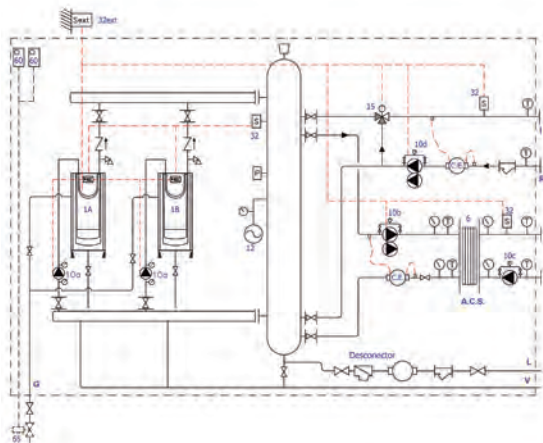 Sext 32ext
60 60
15
32
S
T
32
S
10d
C.E.
T
R
1A
1B
S
12
10b
32
S
6
T
T
T
10a
10a
C.E.
T
T
10c
A.C.S.
Desconector
L
G
V
55